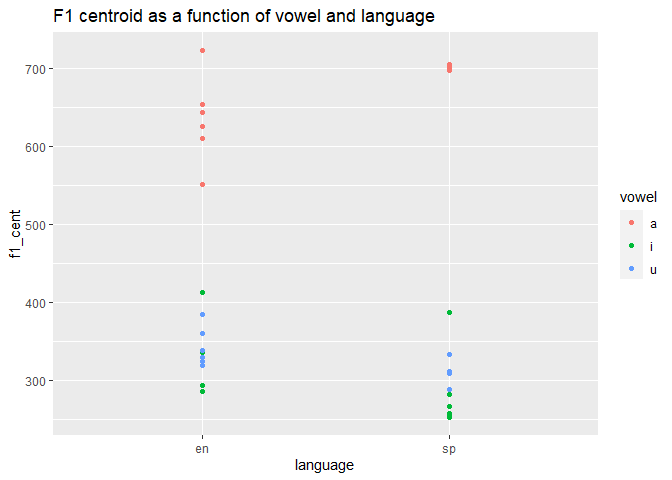 F1 centroid as a function of vowel and language
700
600
500
400
300
f1_cent
en
sp
language
vowel
a
i
u